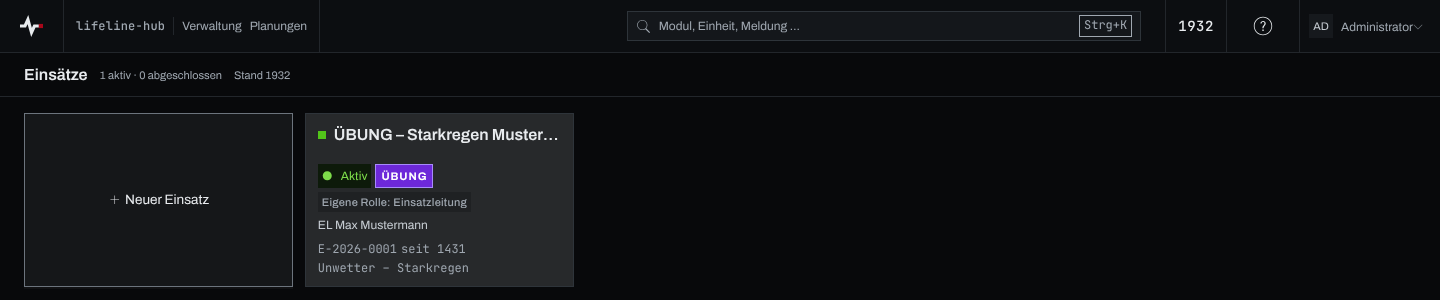 lifeline-hub Verwaltung Planungen Modul, Einheit, Meldung ... Strg+K 1932 ? AD Administrator
Einsätze 1 aktiv · 0 abgeschlossen Stand 1932
ÜBUNG – Starkregen Muster...
Aktiv ÜBUNG
+ Neuer Einsatz
Eigene Rolle: Einsatzleitung
EL Max Mustermann
E-2026-0001 seit 1431
Unwetter – Starkregen